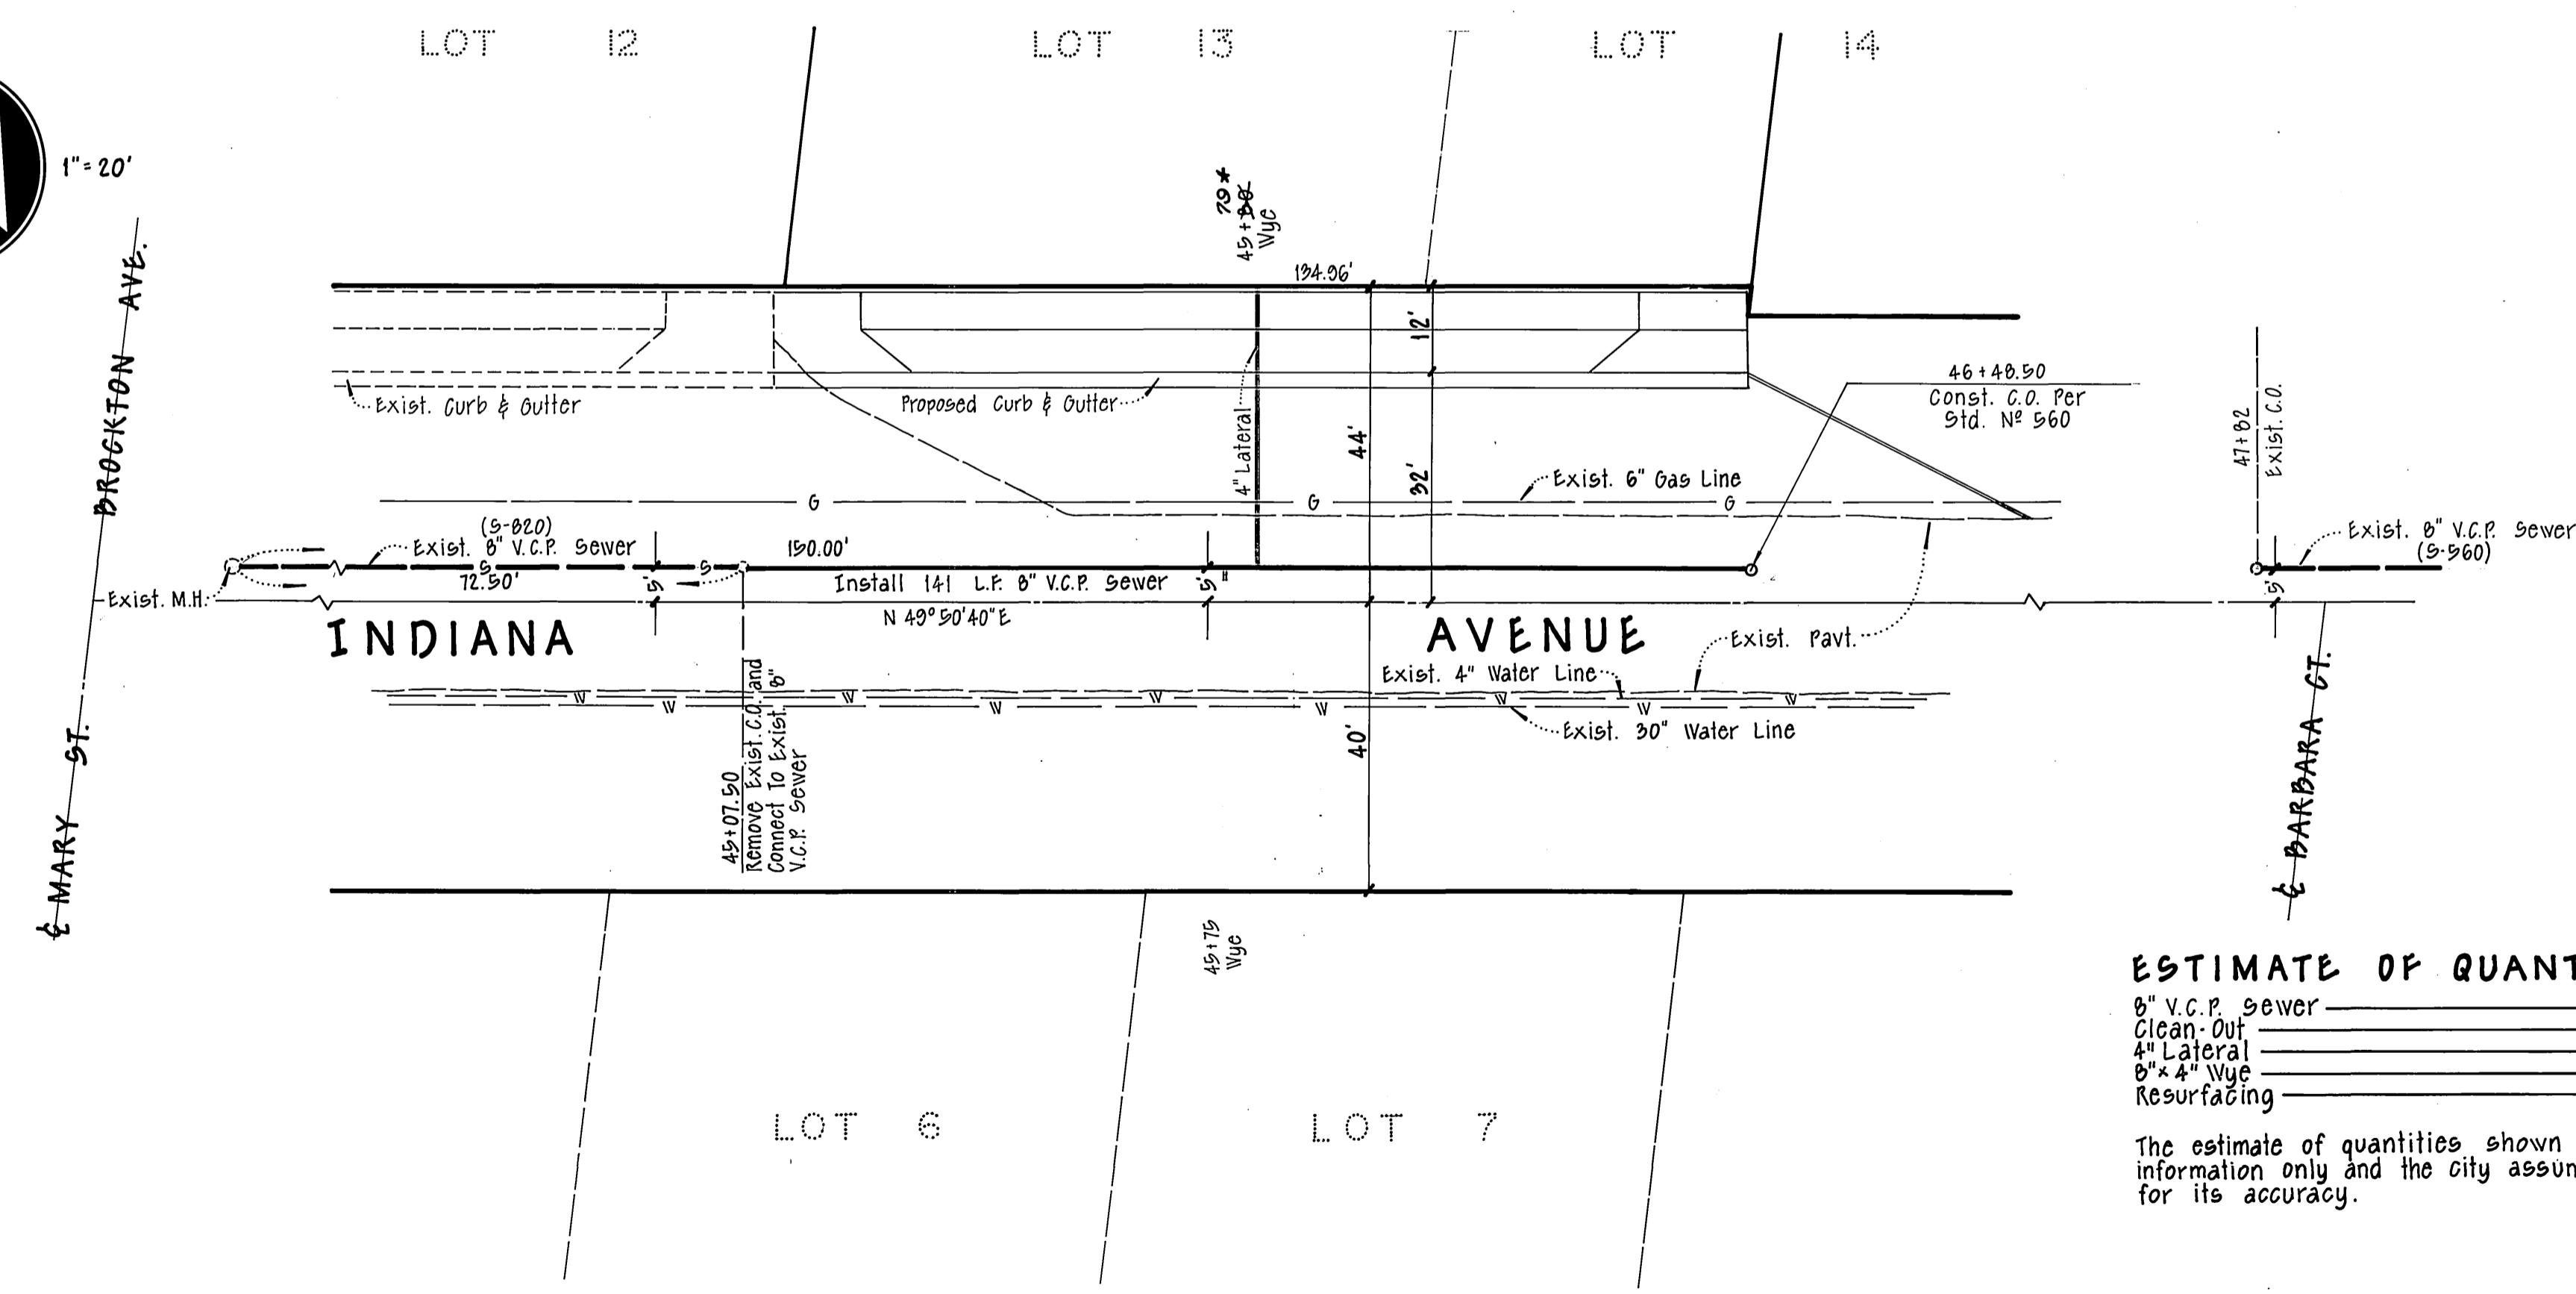 LOT 12
LOT 13
LOT 14
1"=20'
BROCKTON AVE.
℄ MARY ST.
79*
45+80
Wye
134.96'
12'
44'
32'
40'
46+48.50
Const. C.O. Per
Std. Nº 560
47+82
Exist. C.O.
Exist. Curb & Gutter
Proposed Curb & Gutter
4" Lateral
Exist. 6" Gas Line
G G G
(S-820)
Exist. 8" V.C.P. Sewer
S S
72.50'
150.00'
Install 141 L.F. 8" V.C.P. Sewer
5' 5'
Exist. 8" V.C.P. Sewer
(S-560)
5'
Exist. M.H.
N 49°50'40" E
INDIANA AVENUE
Exist. Pavt.
Exist. 4" Water Line
W W W W W
W W W W
Exist. 30" Water Line
45+07.50
Remove Exist. C.O. and
Connect To Exist. 8"
V.C.P. Sewer
℄ BARBARA CT.
45+75
Wye
LOT 6
LOT 7
ESTIMATE OF QUANT
8" V.C.P. Sewer
Clean-Out
4" Lateral
8"x 4" Wye
Resurfacing
The estimate of quantities shown
information only and the city assum
for its accuracy.